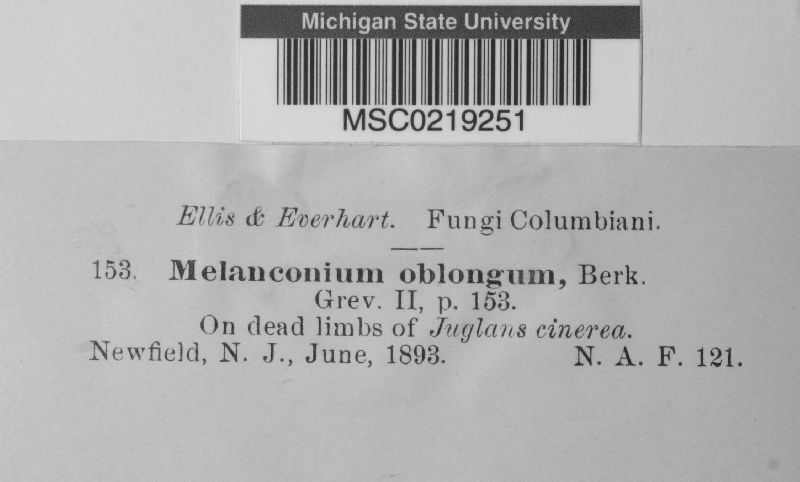 Michigan State University
MSC0219251
Ellis & Everhart. Fungi Columbiani.
153. Melanconium oblongum, Berk.
Grev. II, p. 153.
On dead limbs of Juglans cinerea.
Newfield, N. J., June, 1893. N. A. F. 121.